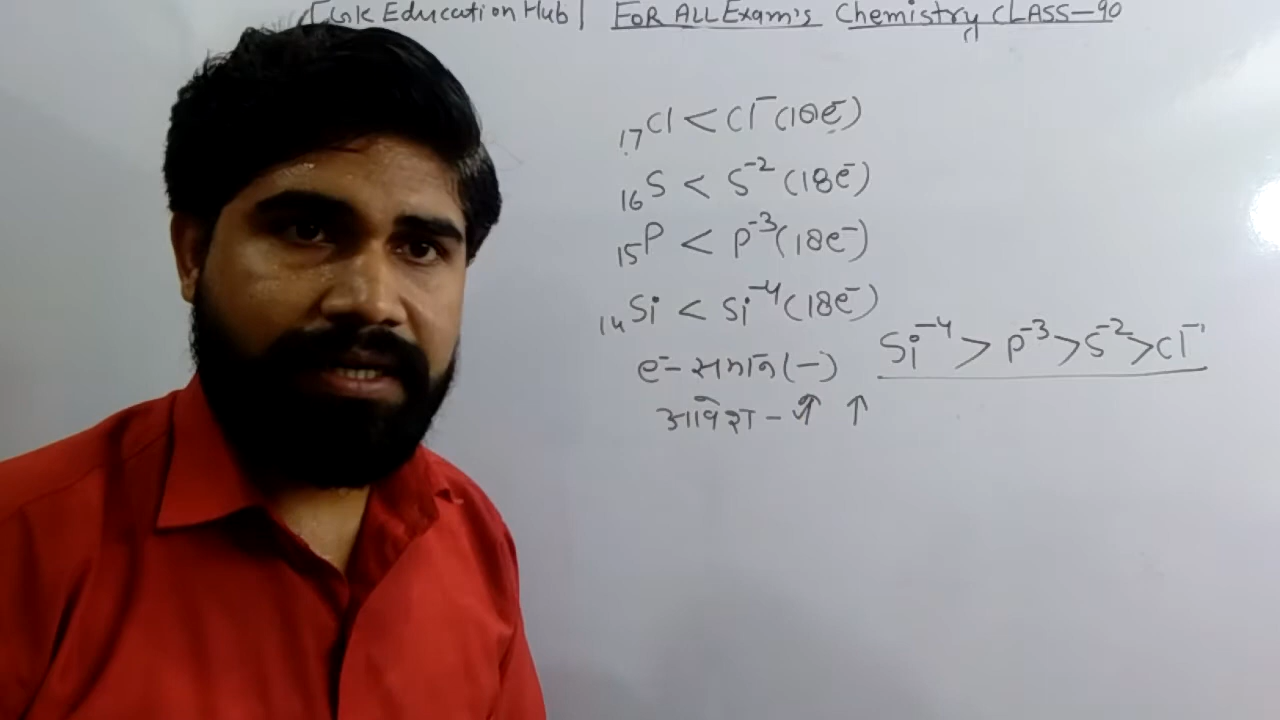 Education Hub | FOR ALL Exam's Chemistry CLASS-90
17Cl < Cl⁻ (18e⁻)
16S < S⁻² (18e⁻)
15P < P⁻³ (18e⁻)
14Si < Si⁻⁴ (18e⁻)
Si⁻⁴ > P⁻³ > S⁻² > Cl⁻¹
e⁻ - समान (-)
आवेश - ↑ ↑